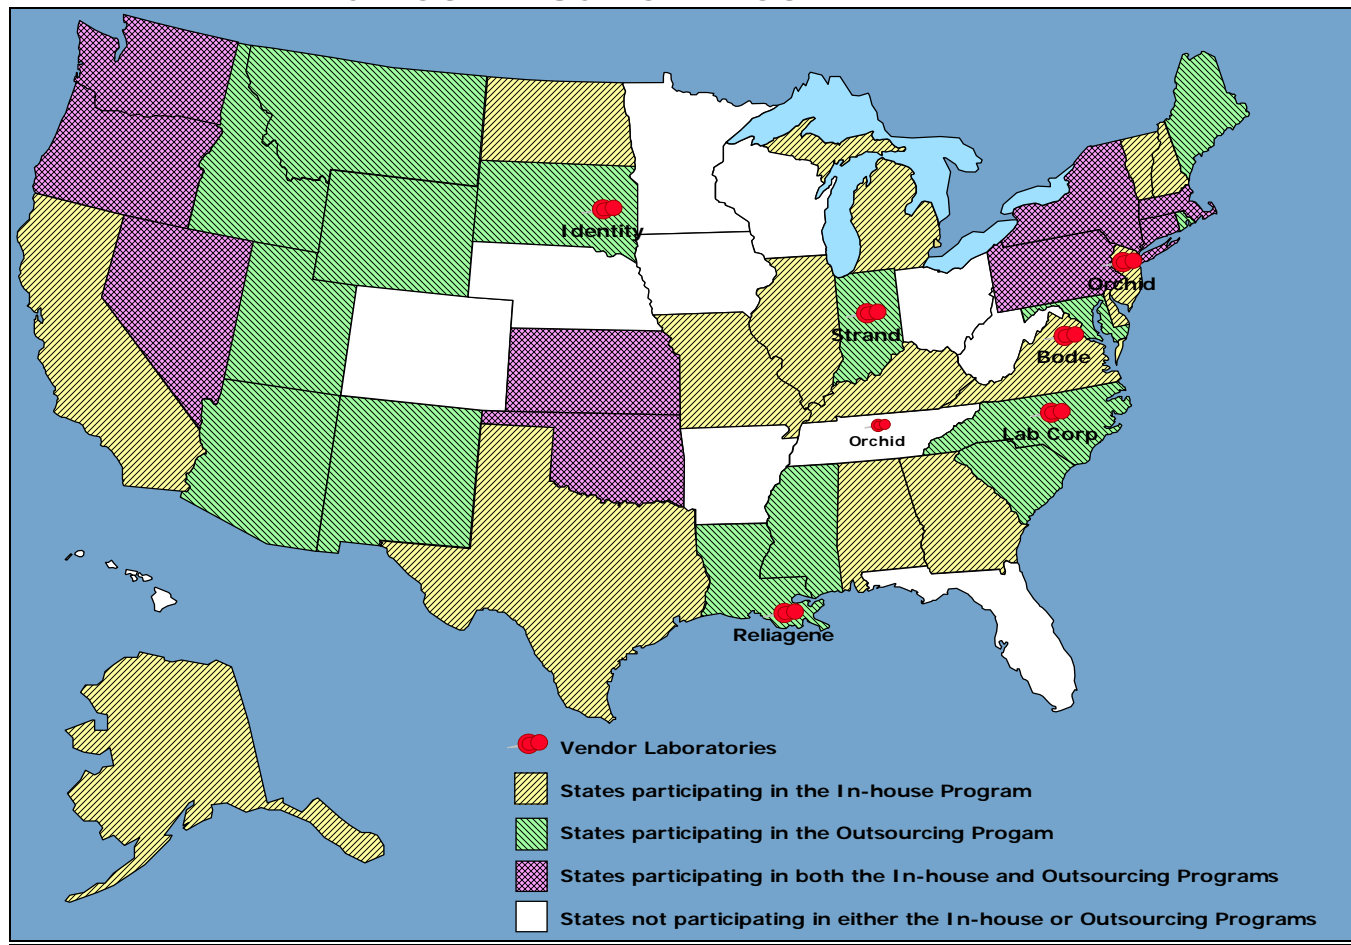 Identity
Orchid
Strand
Bode
Lab Corp
Orchid
Reliagene
Vendor Laboratories
States participating in the In-house Program
States participating in the Outsourcing Progam
States participating in both the In-house and Outsourcing Programs
States not participating in either the In-house or Outsourcing Programs